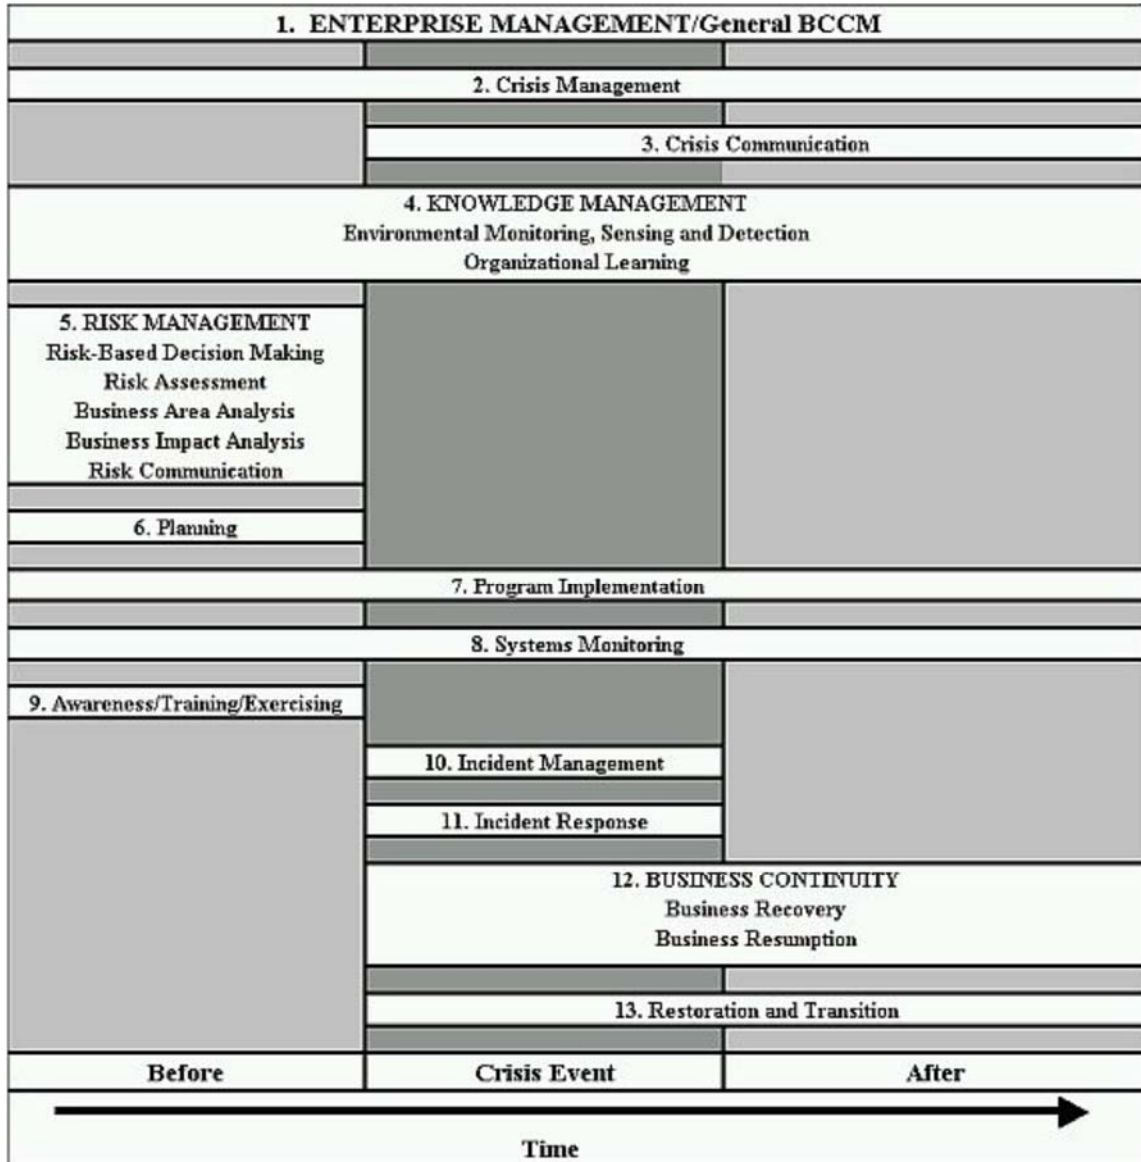 1. ENTERPRISE MANAGEMENT/General BCCM
2. Crisis Management
3. Crisis Communication
4. KNOWLEDGE MANAGEMENT
Environmental Monitoring, Sensing and Detection
Organizational Learning
5. RISK MANAGEMENT
Risk-Based Decision Making
Risk Assessment
Business Area Analysis
Business Impact Analysis
Risk Communication
6. Planning
7. Program Implementation
8. Systems Monitoring
9. Awareness/Training/Exercising
10. Incident Management
11. Incident Response
12. BUSINESS CONTINUITY
Business Recovery
Business Resumption
13. Restoration and Transition
Before
Crisis Event
After
Time